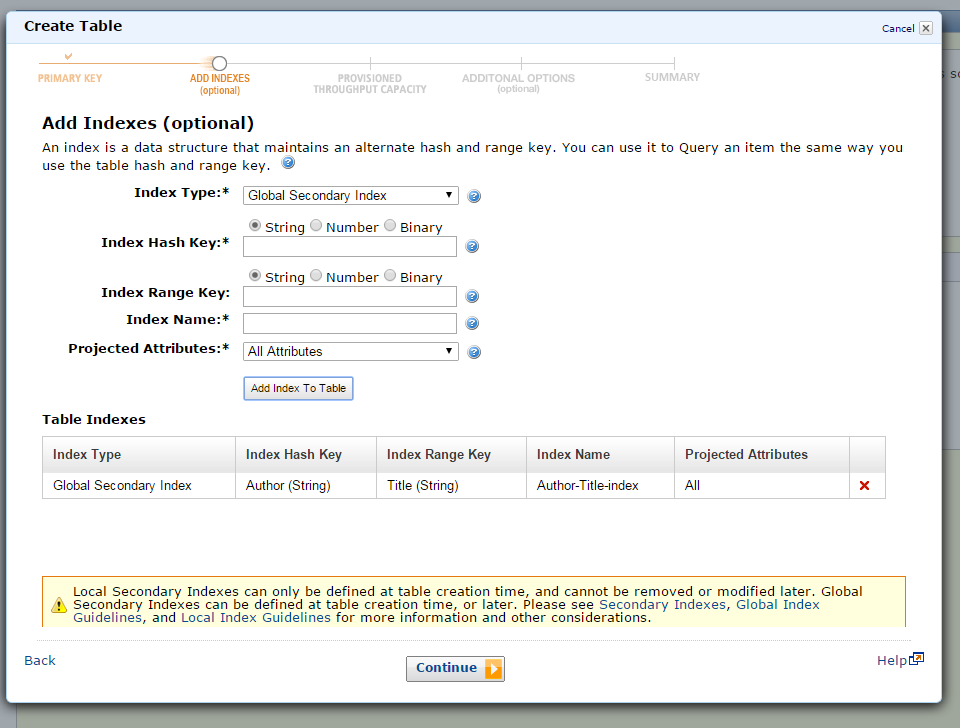 Create Table
Cancel
PRIMARY KEY
ADD INDEXES
(optional)
PROVISIONED
THROUGHPUT CAPACITY
ADDITONAL OPTIONS
(optional)
SUMMARY
Add Indexes (optional)
An index is a data structure that maintains an alternate hash and range key. You can use it to Query an item the same way you
use the table hash and range key.
Index Type:* Global Secondary Index
String Number Binary
Index Hash Key:*
String Number Binary
Index Range Key:
Index Name:*
Projected Attributes:* All Attributes
Add Index To Table
Table Indexes
Index Type Index Hash Key Index Range Key Index Name Projected Attributes
Global Secondary Index Author (String) Title (String) Author-Title-index All
Local Secondary Indexes can only be defined at table creation time, and cannot be removed or modified later. Global
Secondary Indexes can be defined at table creation time, or later. Please see Secondary Indexes, Global Index
Guidelines, and Local Index Guidelines for more information and other considerations.
Back
Continue
Help